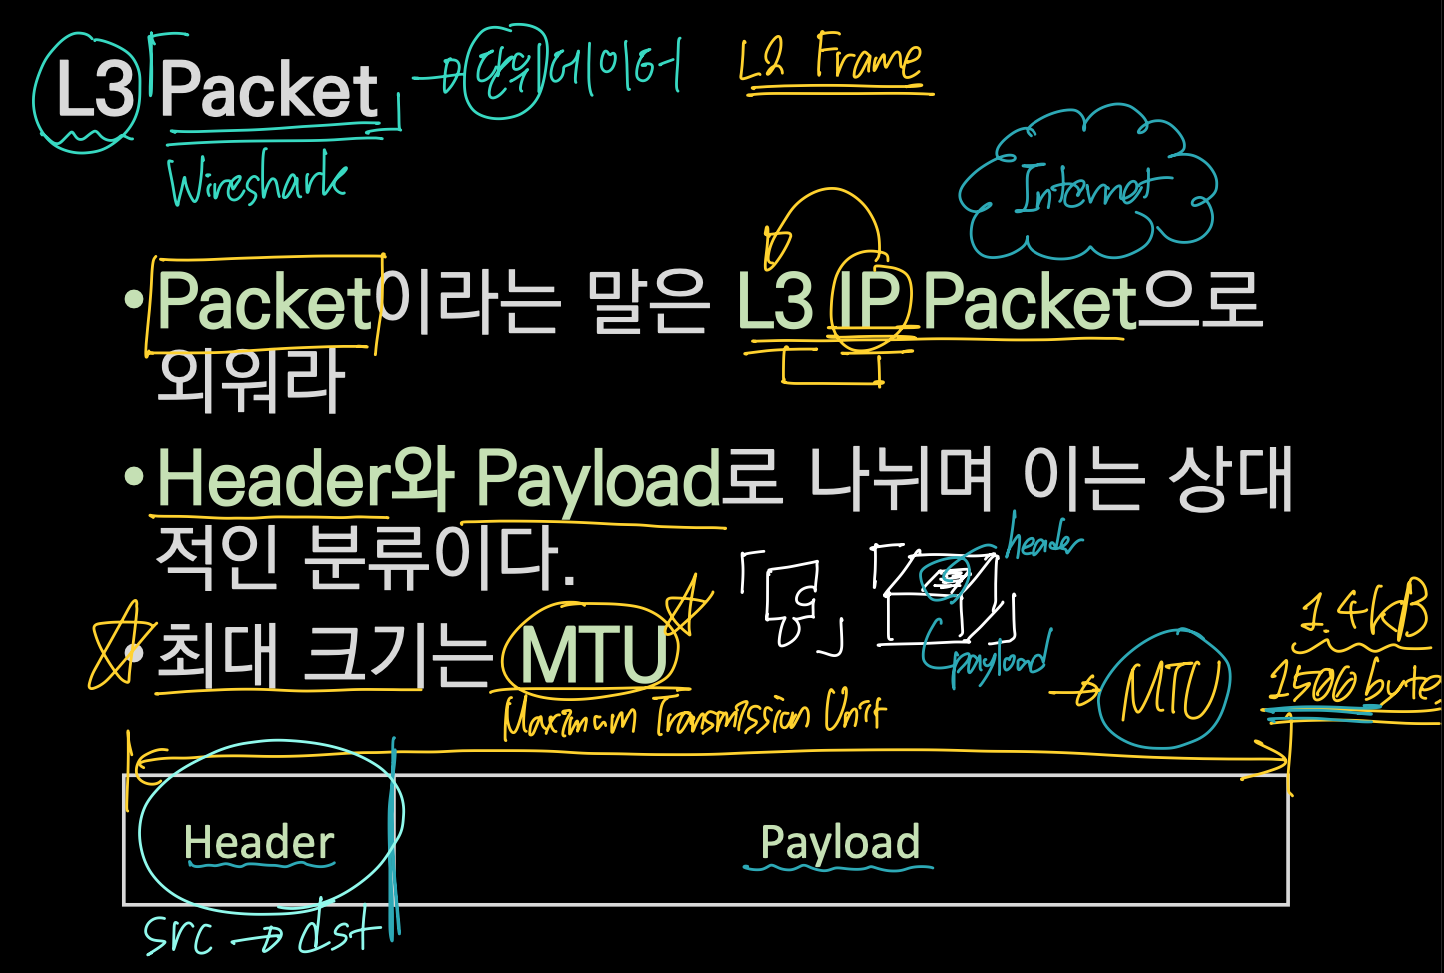 L3 Packet → 단위 데이터
L2 Frame
Wireshark
Internet
• Packet이라는 말은 L3 IP Packet으로
외워라
• Header와 Payload로 나뉘며 이는 상대
적인 분류이다.
header
payload
• 최대 크기는 MTU
Maximam Transmission Unit
→ MTU
1.4KB
1500 byte
Header
Payload
src → dst